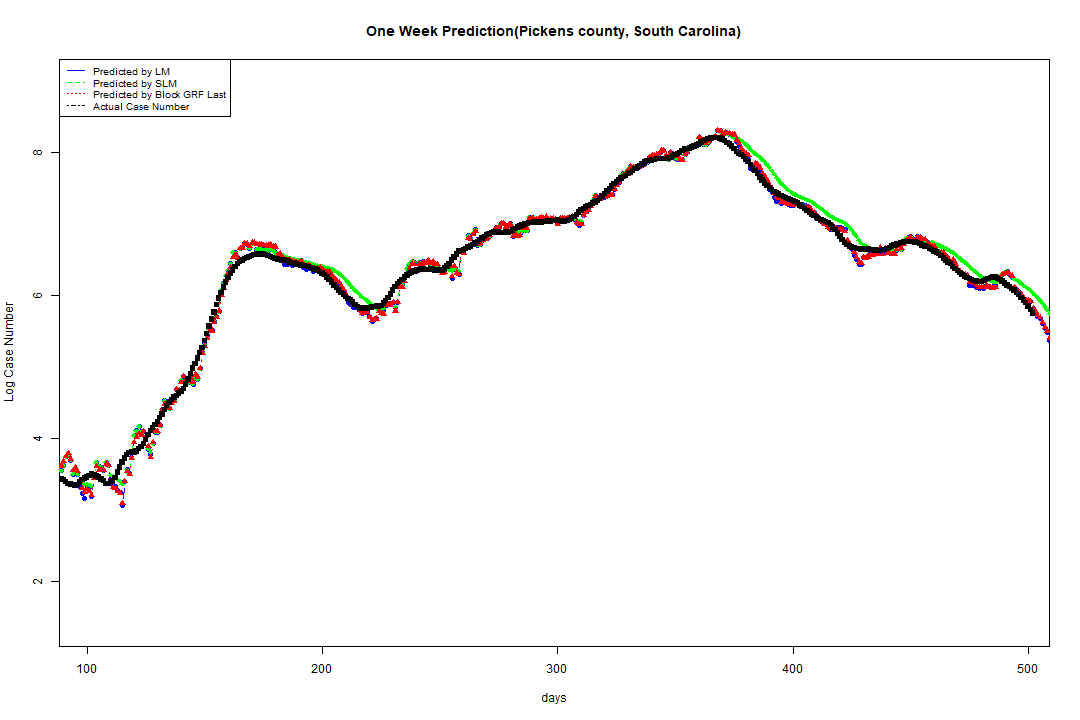 One Week Prediction(Pickens county, South Carolina)
Predicted by LM
Predicted by SLM
Predicted by Block GRF Last
Actual Case Number
Log Case Number
8
6
4
2
100 200 300 400 500
days